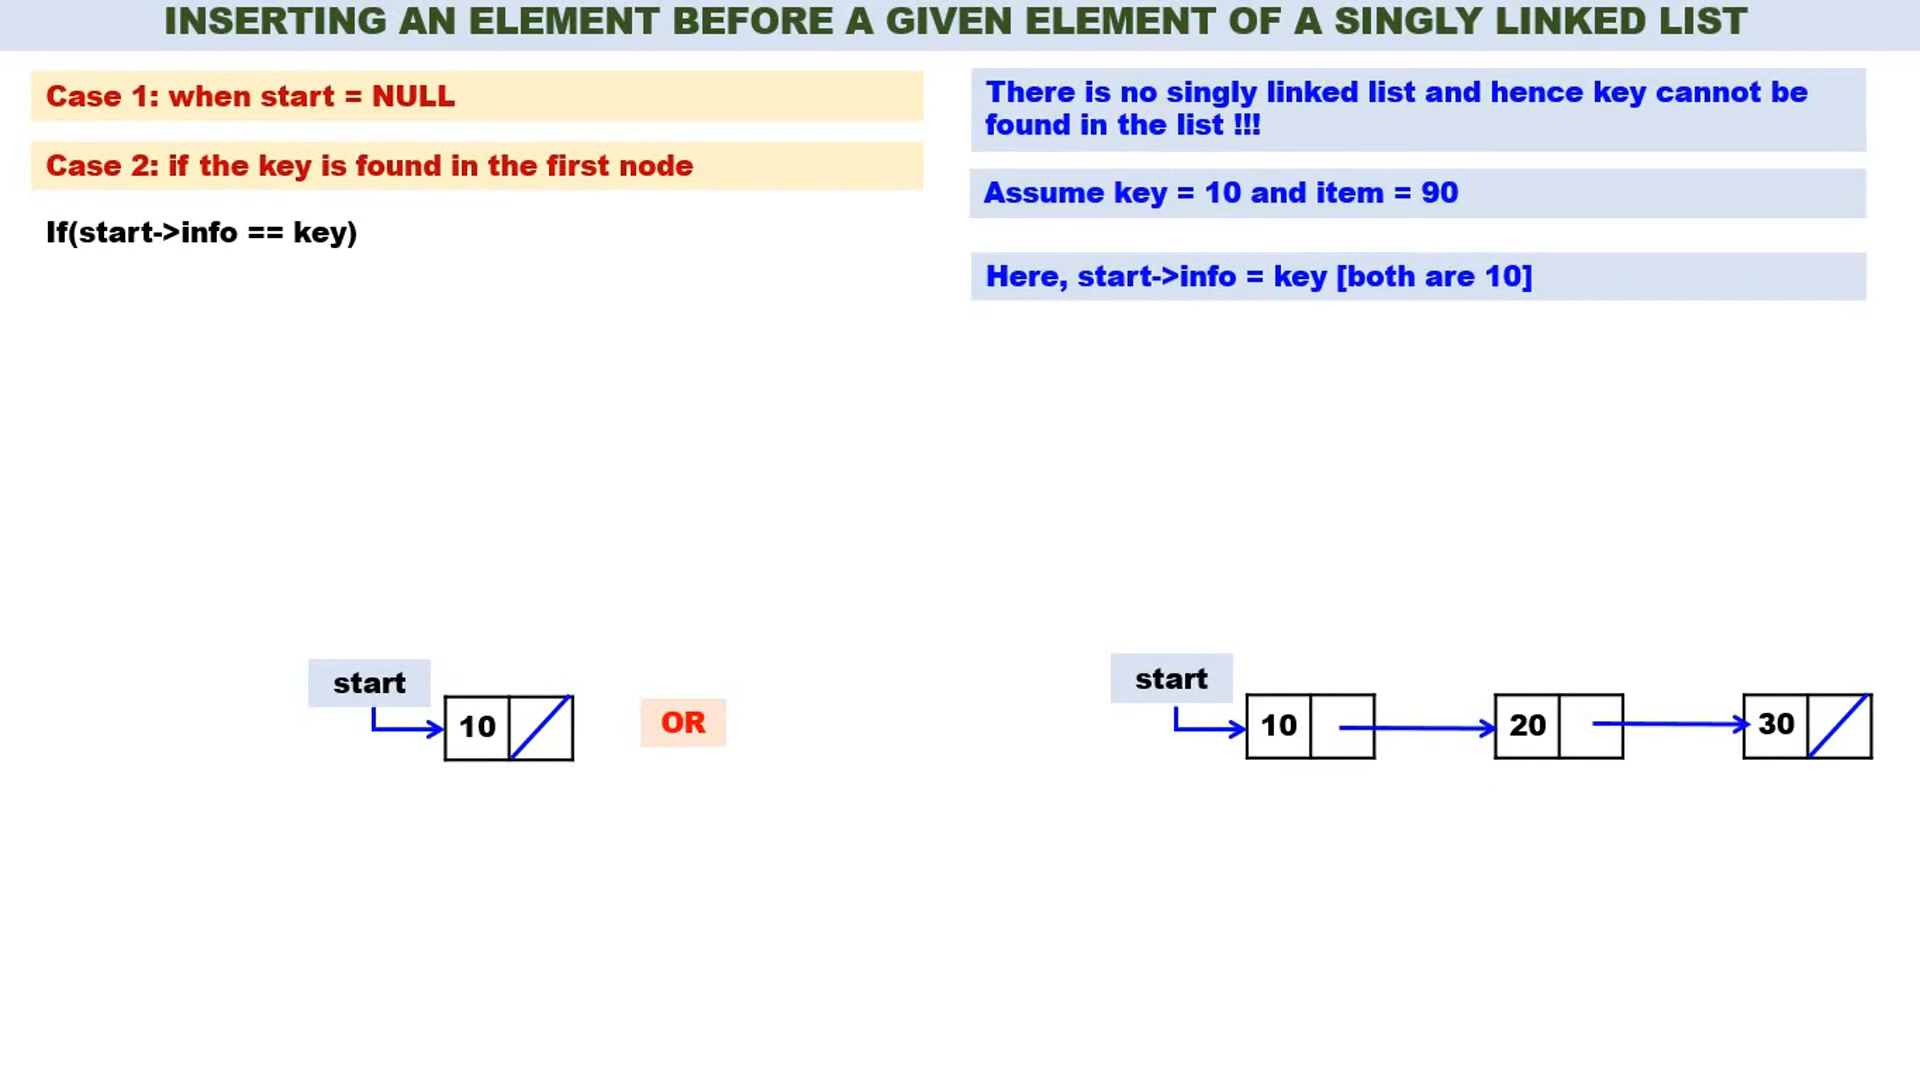 INSERTING AN ELEMENT BEFORE A GIVEN ELEMENT OF A SINGLY LINKED LIST
Case 1: when start = NULL
There is no singly linked list and hence key cannot be
found in the list !!!
Case 2: if the key is found in the first node
Assume key = 10 and item = 90
If(start->info == key)
Here, start->info = key [both are 10]
start
10
OR
start
10
20
30